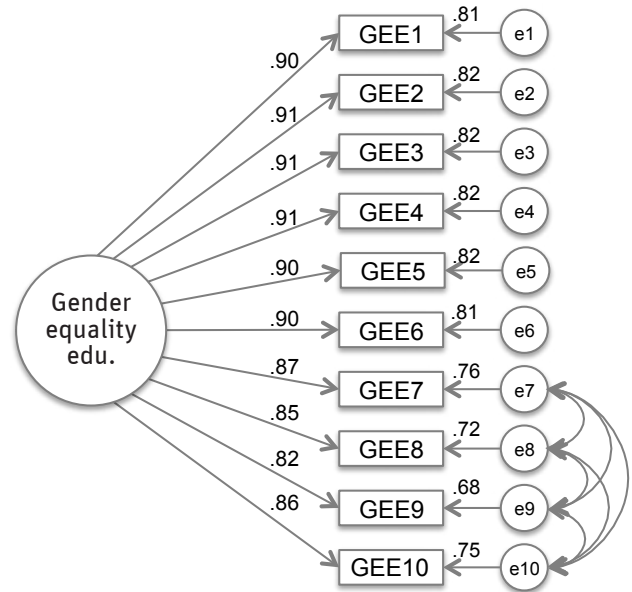 .81
GEE1
e1
.90
.82
GEE2
e2
.91
.82
GEE3
e3
.91
.82
GEE4
e4
.91
.82
GEE5
e5
.90
Gender
equality
edu.
.81
GEE6
e6
.90
.76
GEE7
e7
.87
.72
GEE8
e8
.85
.68
GEE9
e9
.82
.75
GEE10
e10
.86